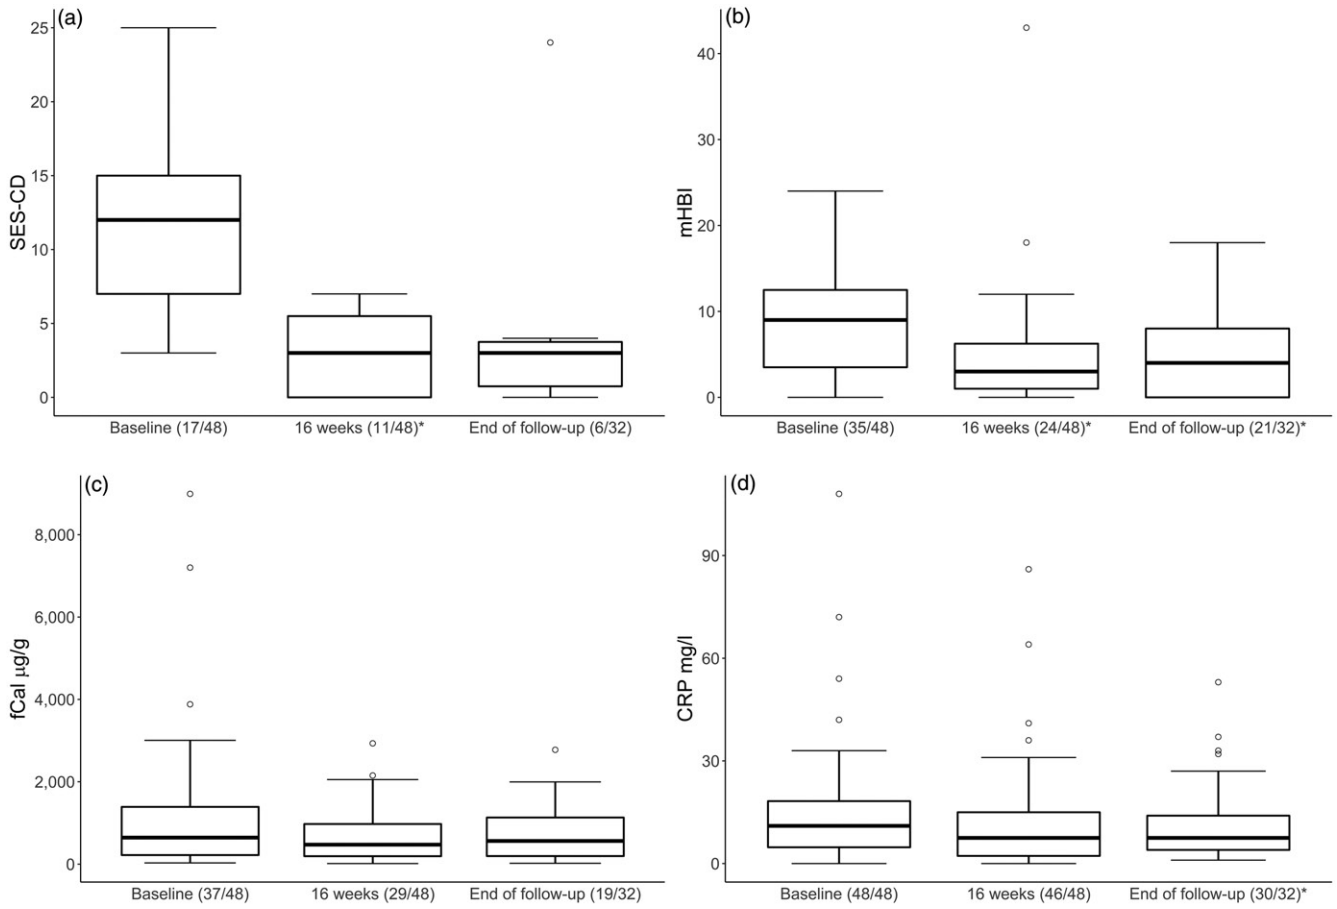 (a)
SES-CD
25
20
15
10
5
0
Baseline (17/48) 16 weeks (11/48)* End of follow-up (6/32)
(b)
mHBI
40
30
20
10
0
Baseline (35/48) 16 weeks (24/48)* End of follow-up (21/32)*
(c)
fCal µg/g
8,000
6,000
4,000
2,000
0
Baseline (37/48) 16 weeks (29/48) End of follow-up (19/32)
(d)
CRP mg/l
90
60
30
0
Baseline (48/48) 16 weeks (46/48) End of follow-up (30/32)*